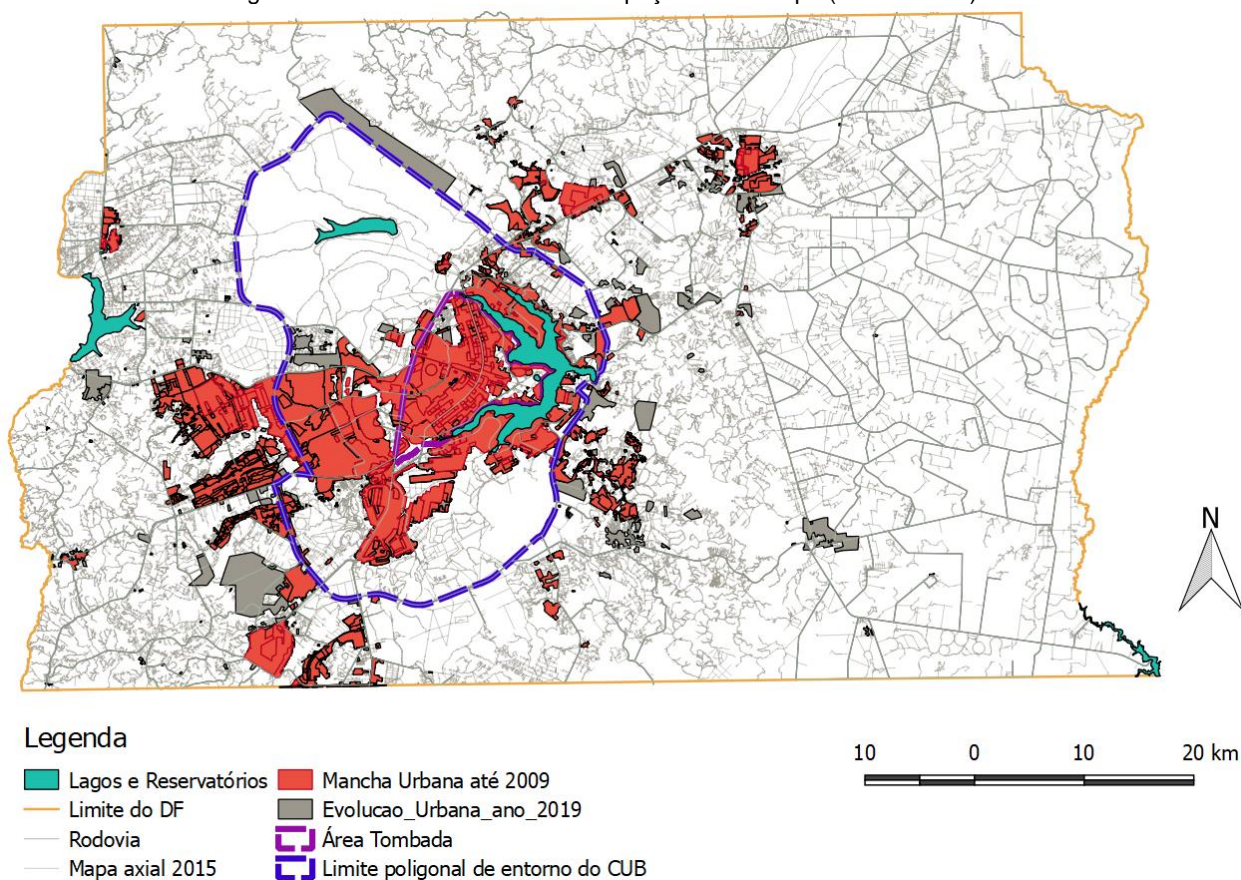 N
Legenda
Lagos e Reservatórios
Limite do DF
Rodovia
Mapa axial 2015
Mancha Urbana até 2009
Evolucao_Urbana_ano_2019
Área Tombada
Limite poligonal de entorno do CUB
10 0 10 20 km